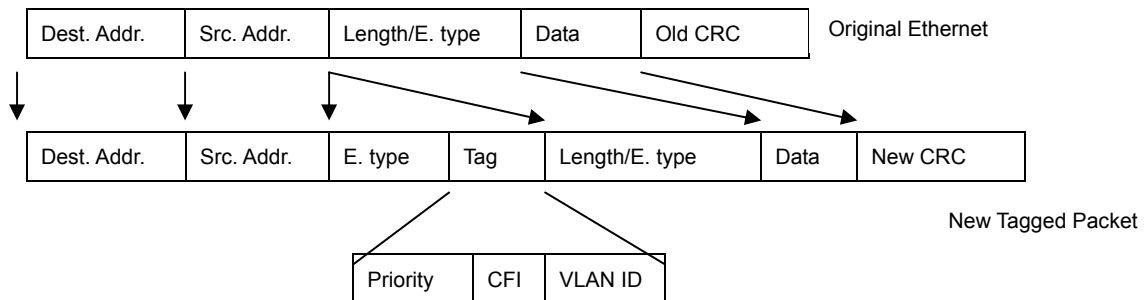 Dest. Addr. Src. Addr. Length/E. type Data Old CRC Original Ethernet
Dest. Addr. Src. Addr. E. type Tag Length/E. type Data New CRC
New Tagged Packet
Priority CFI VLAN ID